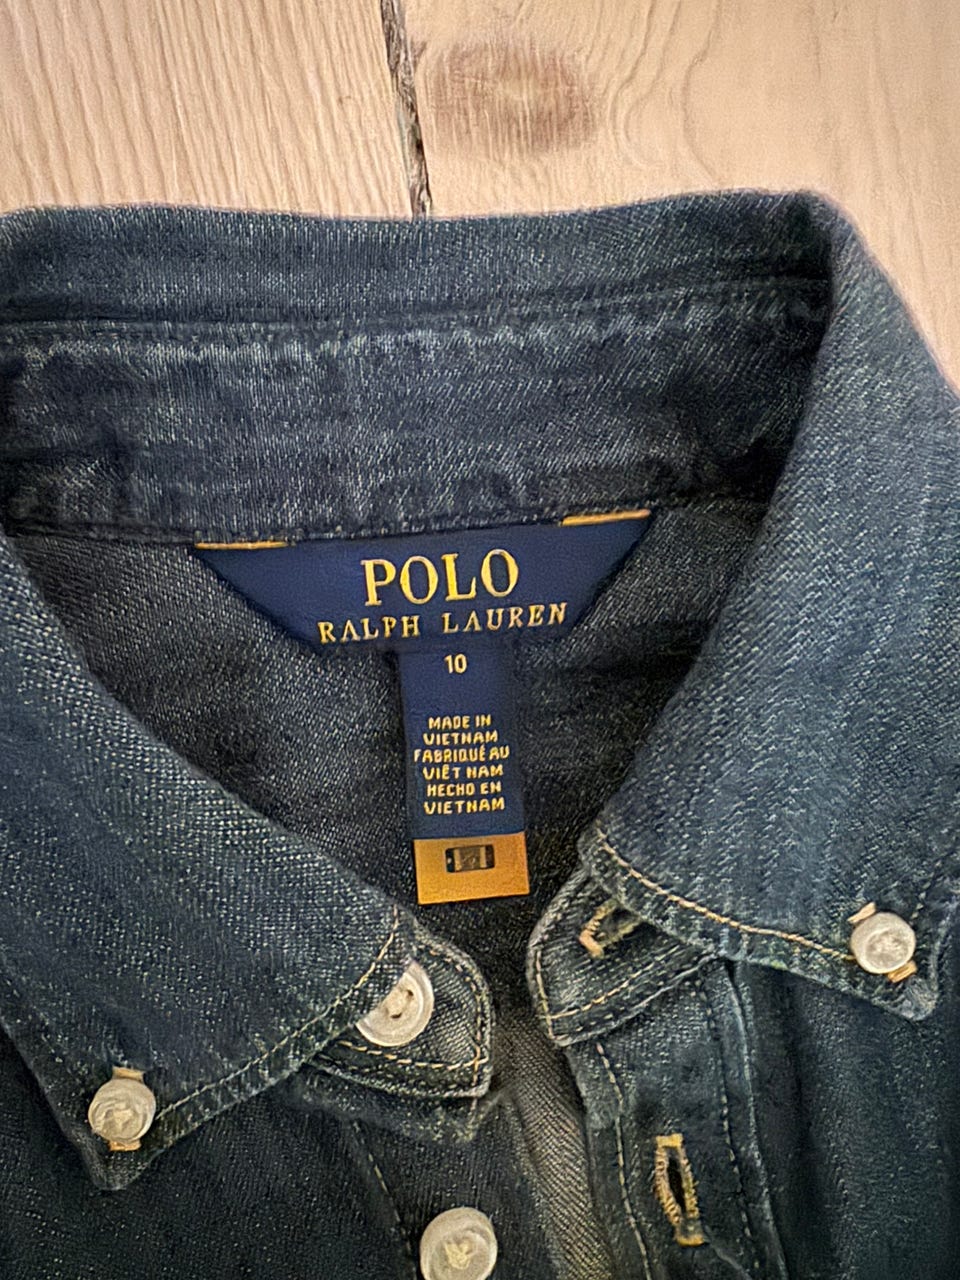 POLO
RALPH LAUREN
10
MADE IN
VIETNAM
FABRIQUÉ AU
VIÊT NAM
HECHO EN
VIETNAM